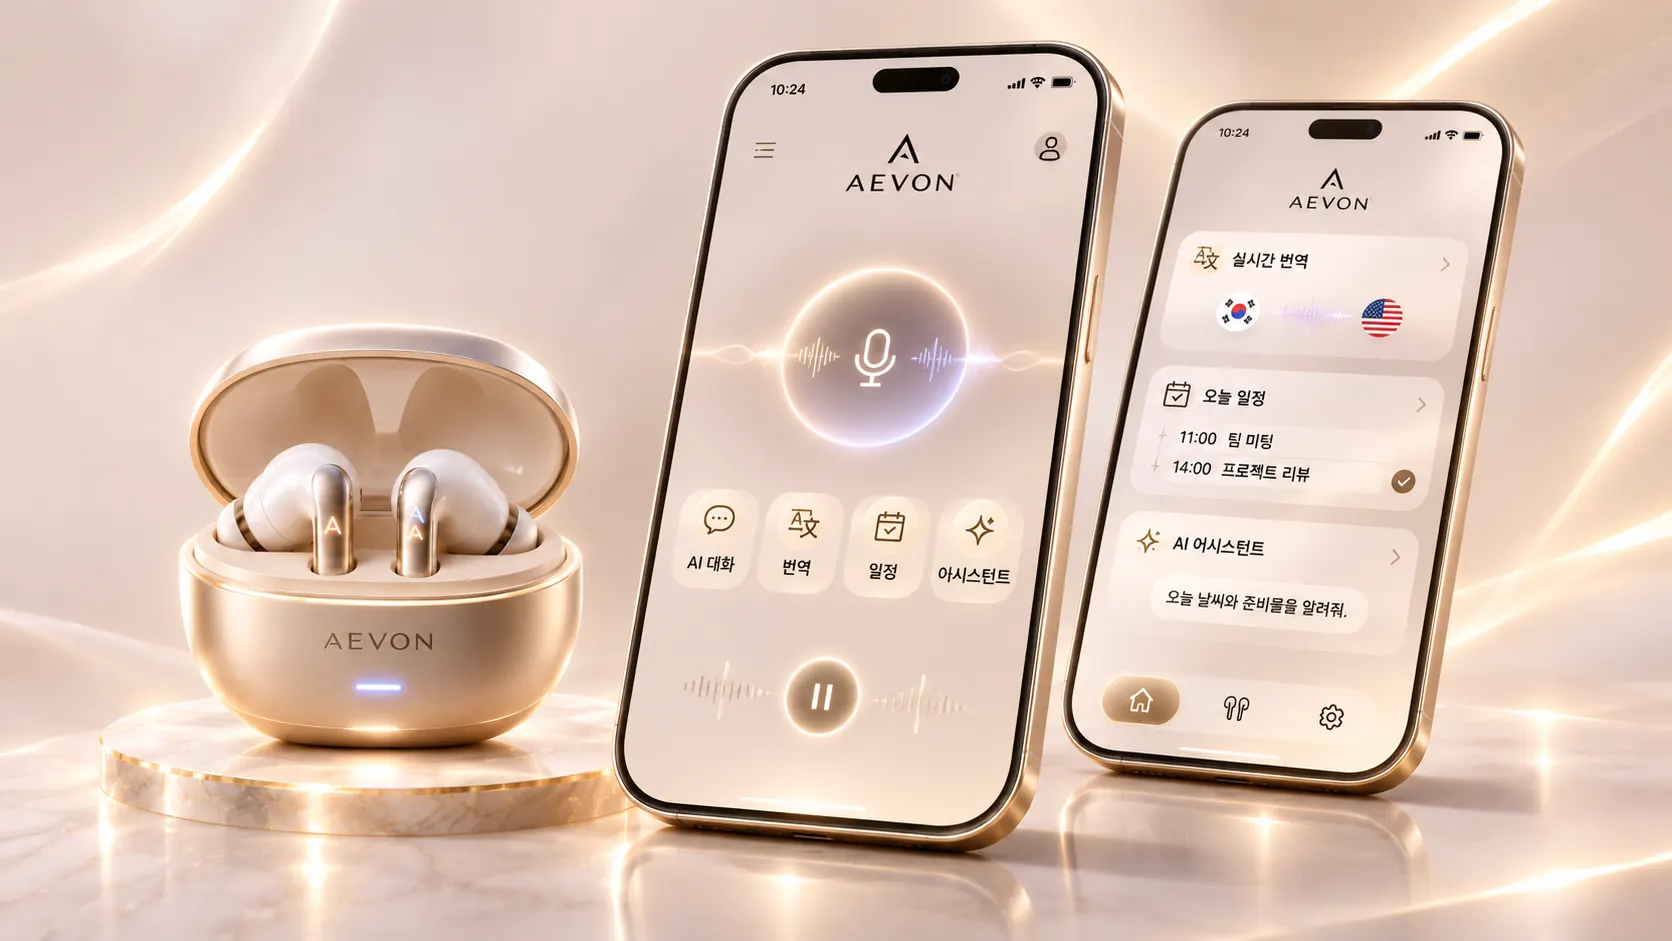 A
A
A
AEVON
10:24
AEVON
AI 대화
번역
일정
아시스턴트
10:24
AEVON
실시간 번역
오늘 일정
11:00 팀 미팅
14:00 프로젝트 리뷰
AI 어시스턴트
오늘 날씨와 준비물을 알려줘.